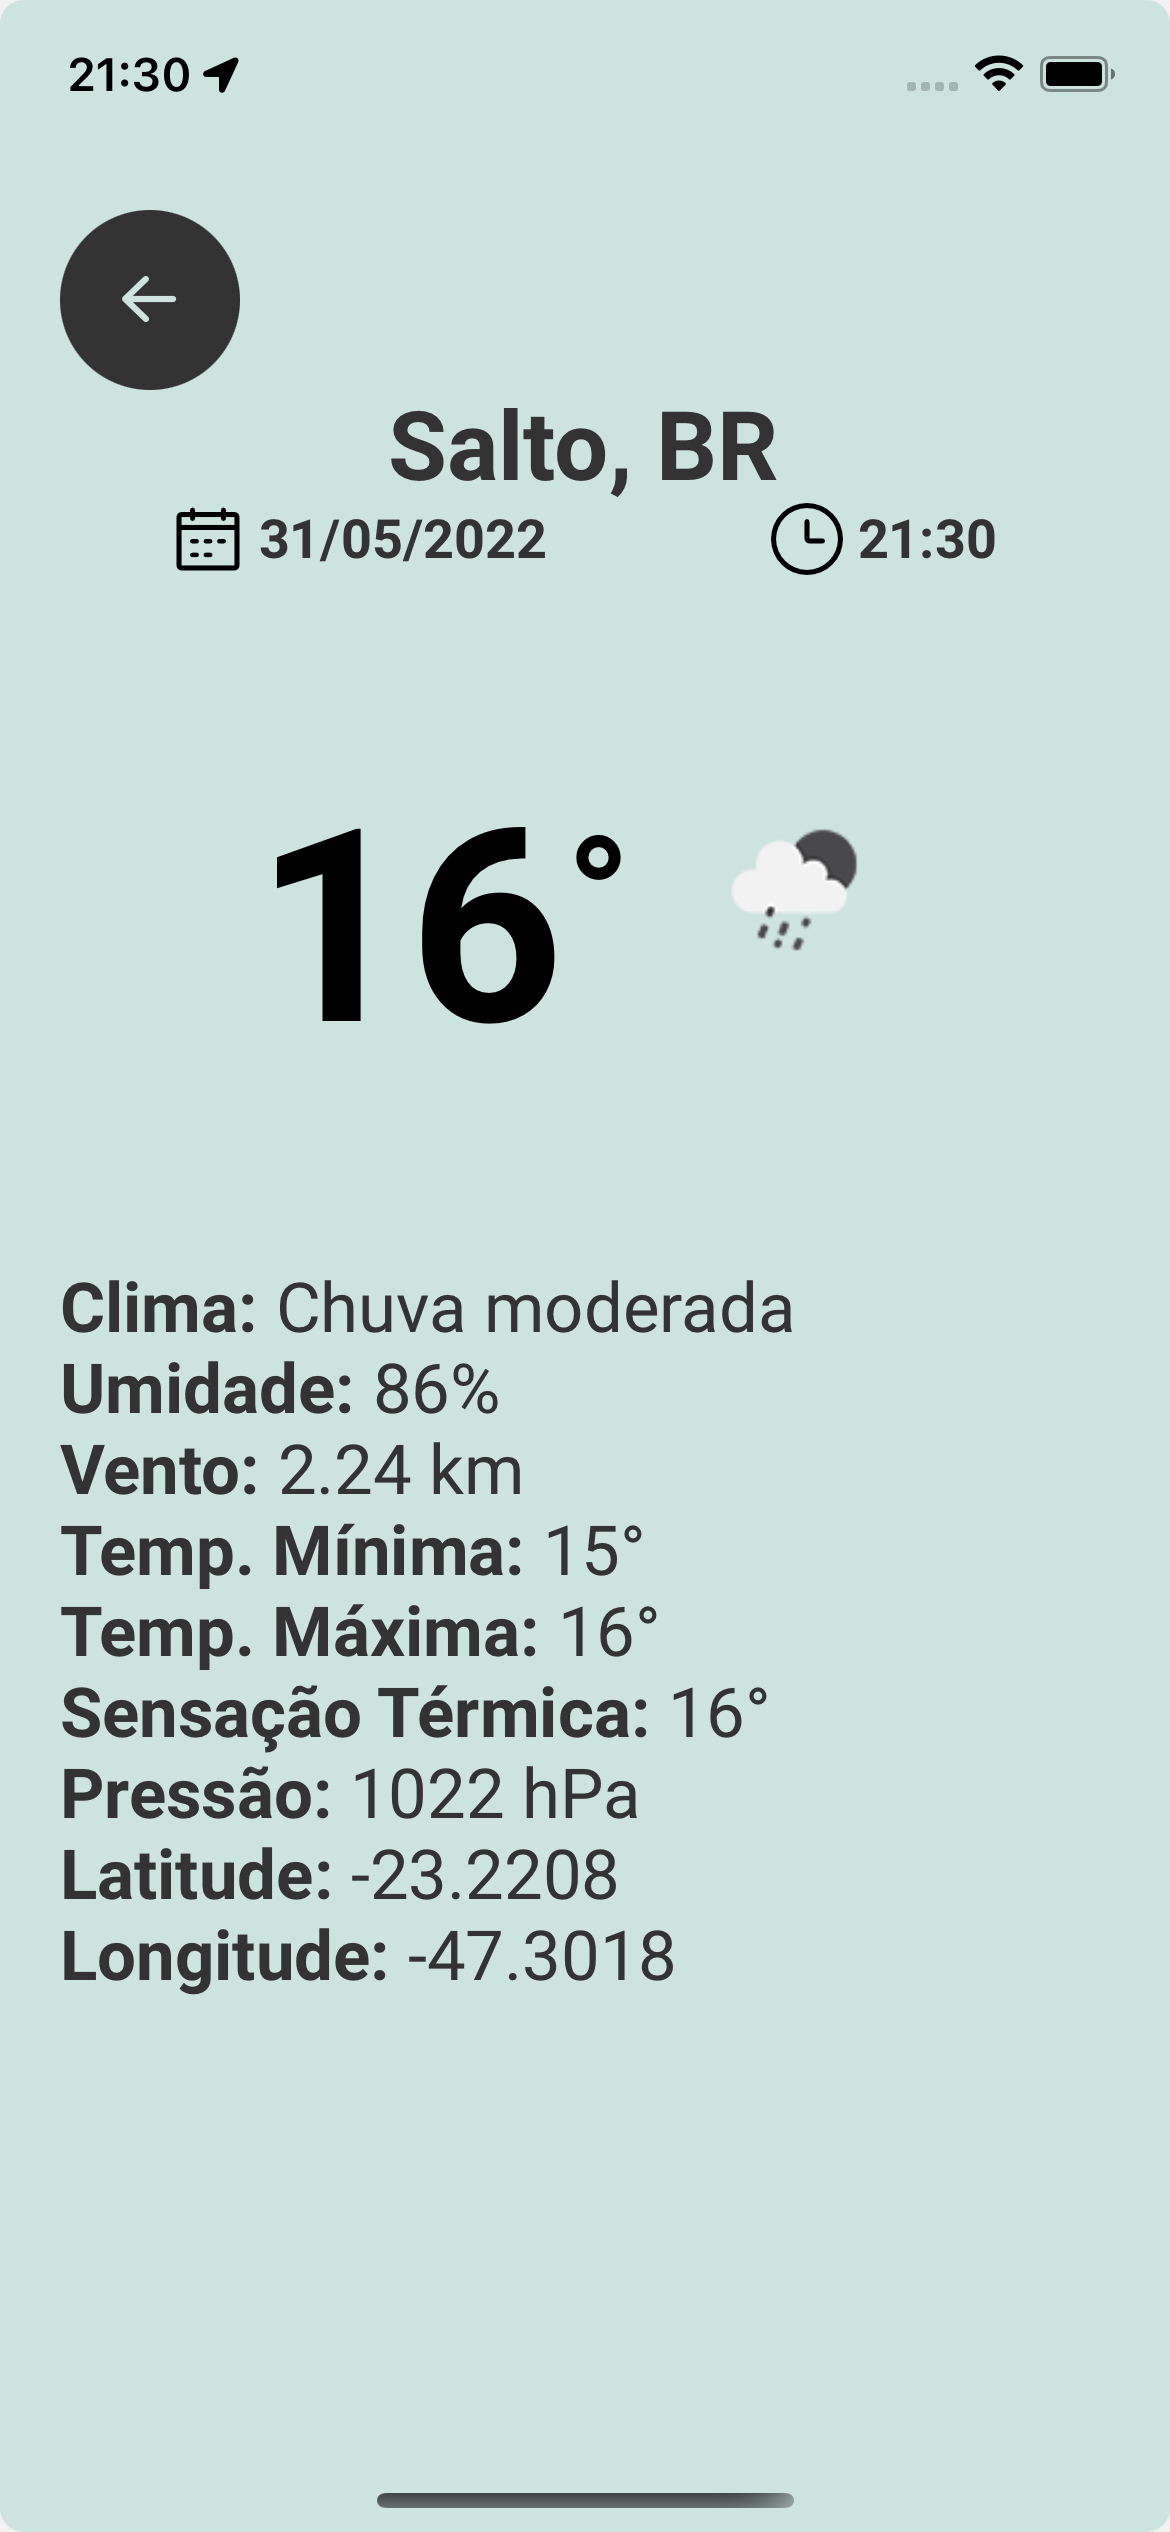 21:30
Salto, BR
31/05/2022 21:30
16°
Clima: Chuva moderada
Umidade: 86%
Vento: 2.24 km
Temp. Mínima: 15°
Temp. Máxima: 16°
Sensação Térmica: 16°
Pressão: 1022 hPa
Latitude: -23.2208
Longitude: -47.3018